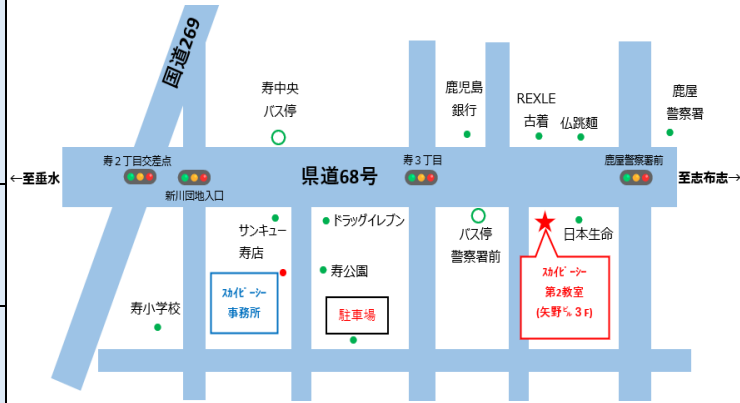 国道269
寿中央
バス停
鹿児島
銀行
REXLE
古着
仏跳麺
鹿屋
警察署
寿2丁目交差点
寿3丁目
鹿屋警察署前
←至垂水
県道68号
至志布志→
新川団地入口
サンキュー
寿店
ドラッグイレブン
バス停
警察署前
日本生命
寿公園
スカイピーシー
事務所
スカイピーシー
第2教室
(矢野ビル3F)
寿小学校
駐車場